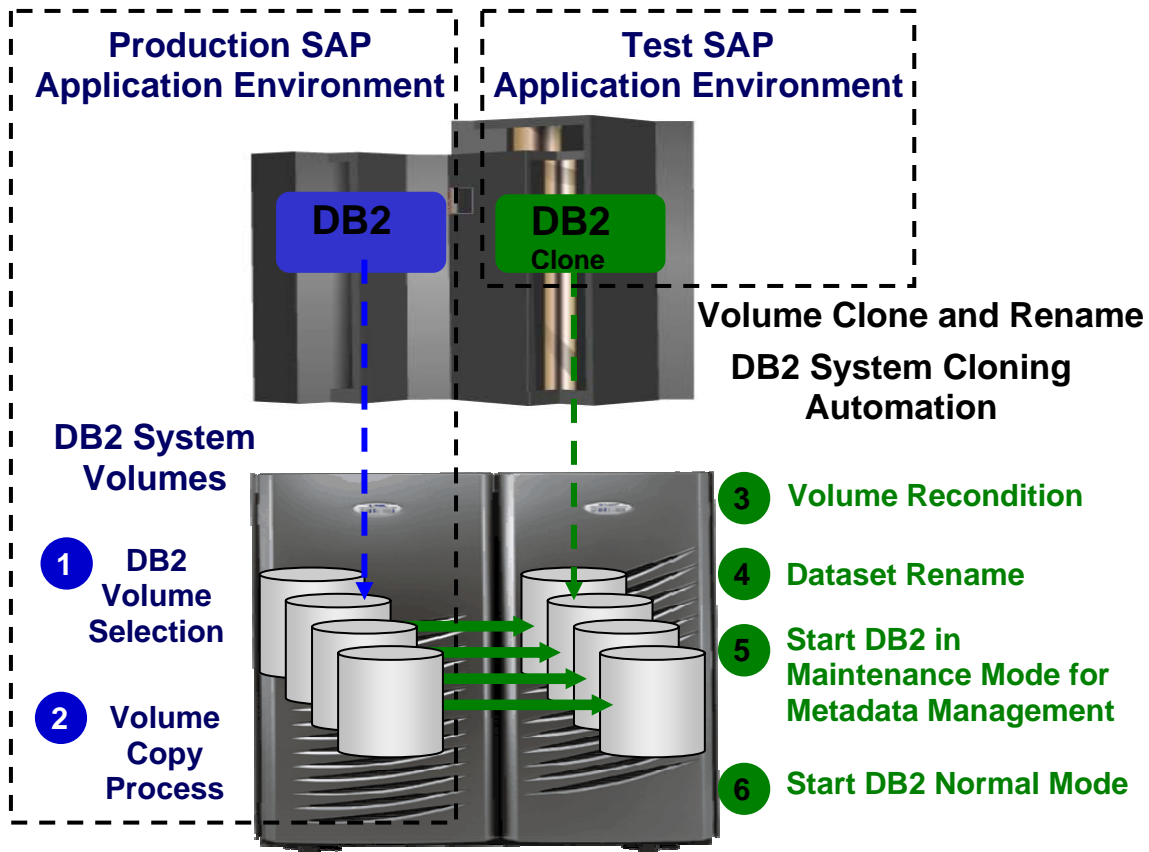 Production SAP
Application Environment
Test SAP
Application Environment
DB2
DB2
Clone
Volume Clone and Rename
DB2 System Cloning
Automation
DB2 System
Volumes
1
DB2
Volume
Selection
2
Volume
Copy
Process
3
Volume Recondition
4
Dataset Rename
5
Start DB2 in
Maintenance Mode for
Metadata Management
6
Start DB2 Normal Mode